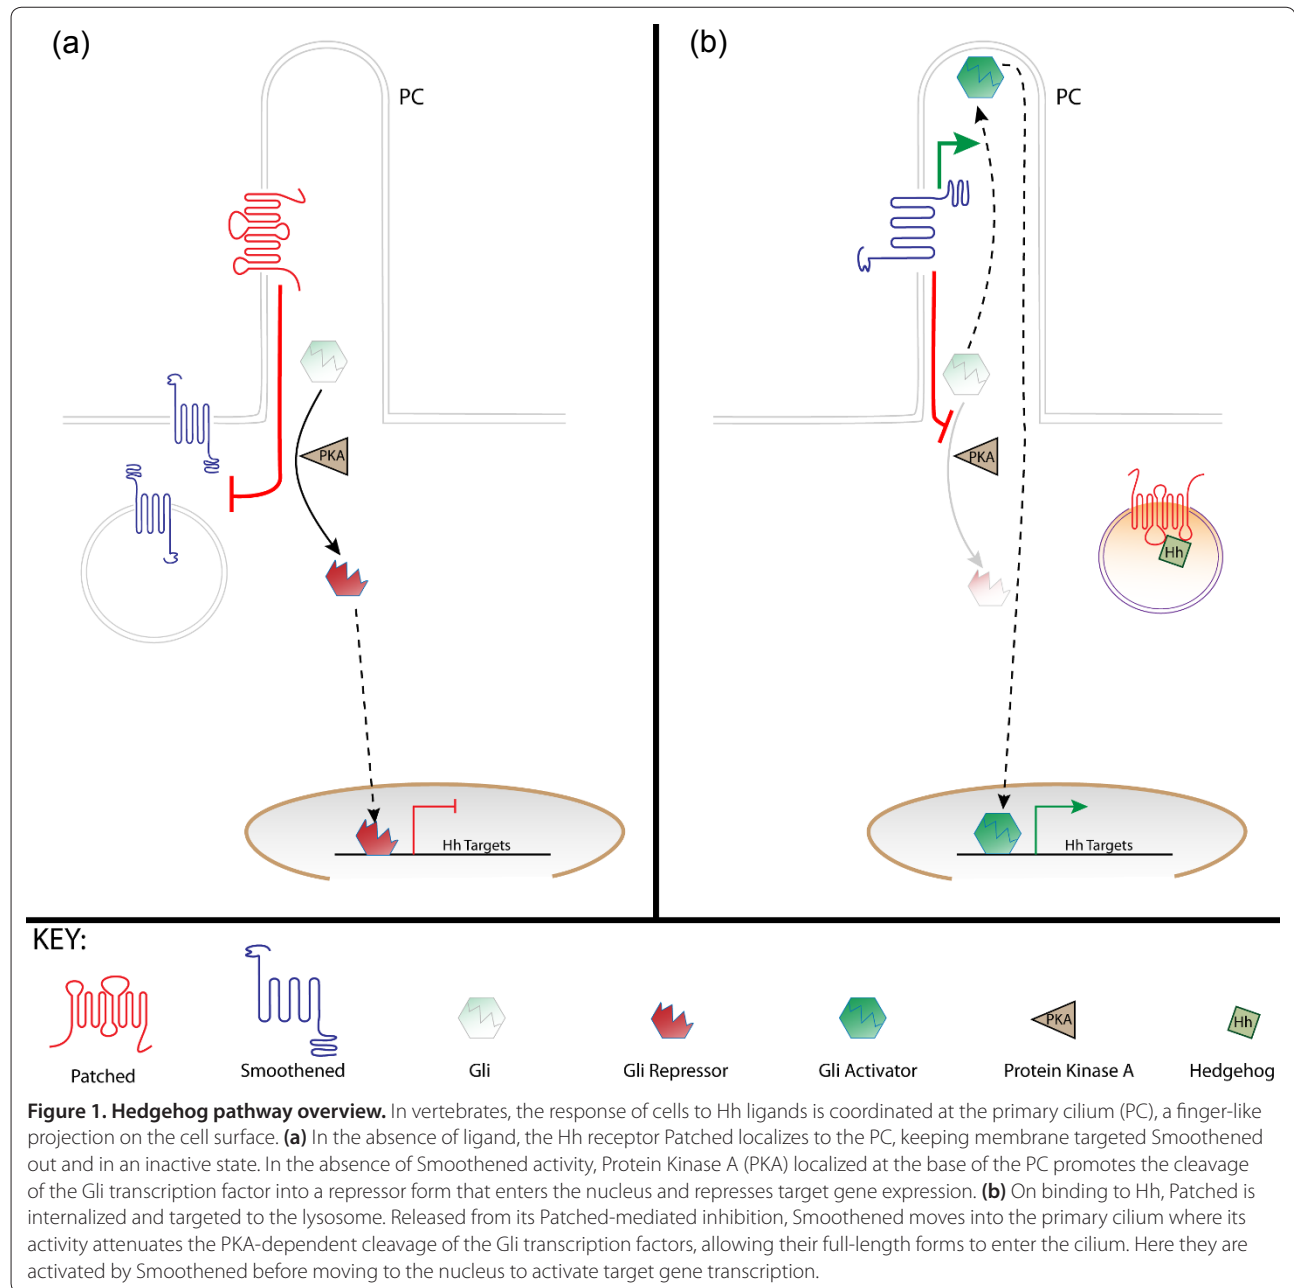 (a)
PC
PKA
Hh Targets
(b)
PC
PKA
Hh
Hh Targets
KEY:
PKA
Hh
Patched
Smoothened
Gli
Gli Repressor
Gli Activator
Protein Kinase A
Hedgehog
Figure 1. Hedgehog pathway overview. In vertebrates, the response of cells to Hh ligands is coordinated at the primary cilium (PC), a finger-like
projection on the cell surface. (a) In the absence of ligand, the Hh receptor Patched localizes to the PC, keeping membrane targeted Smoothened
out and in an inactive state. In the absence of Smoothened activity, Protein Kinase A (PKA) localized at the base of the PC promotes the cleavage
of the Gli transcription factor into a repressor form that enters the nucleus and represses target gene expression. (b) On binding to Hh, Patched is
internalized and targeted to the lysosome. Released from its Patched-mediated inhibition, Smoothened moves into the primary cilium where its
activity attenuates the PKA-dependent cleavage of the Gli transcription factors, allowing their full-length forms to enter the cilium. Here they are
activated by Smoothened before moving to the nucleus to activate target gene transcription.